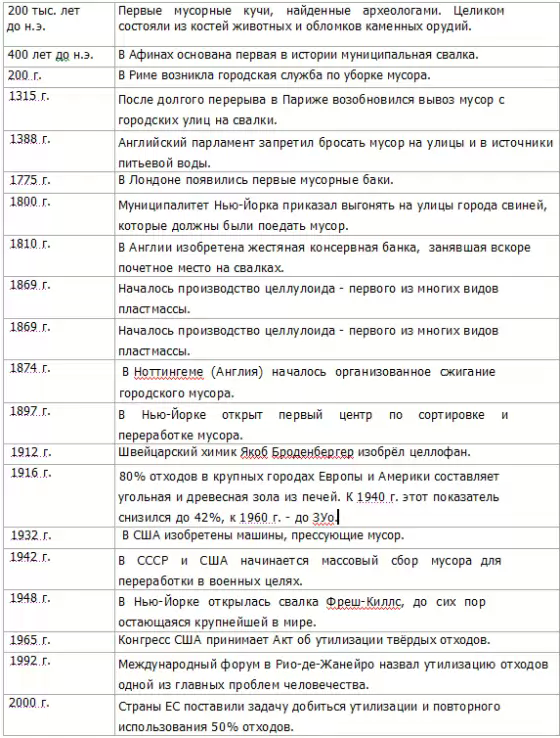 200 тыс. лет
до н.э.
Первые мусорные кучи, найденные археологами. Целиком
состояли из костей животных и обломков каменных орудий.
400 лет до н.э.
В Афинах основана первая в истории муниципальная свалка.
200 г.
В Риме возникла городская служба по уборке мусора.
1315 г.
После долгого перерыва в Париже возобновился вывоз мусор с
городских улиц на свалки.
1388 г.
Английский парламент запретил бросать мусор на улицы и в источники
питьевой воды.
1775 г.
В Лондоне появились первые мусорные баки.
1800 г.
Муниципалитет Нью-Йорка приказал выгонять на улицы города свиней,
которые должны были поедать мусор.
1810 г.
В Англии изобретена жестяная консервная банка, занявшая вскоре
почетное место на свалках.
1869 г.
Началось производство целлулоида - первого из многих видов
пластмассы.
1869 г.
Началось производство целлулоида - первого из многих видов
пластмассы.
1874 г.
В Ноттингеме (Англия) началось организованное сжигание
городского мусора.
1897 г.
В Нью-Йорке открыт первый центр по сортировке и
переработке мусора.
1912 г.
Швейцарский химик Якоб Броденбергер изобрёл целлофан.
1916 г.
80% отходов в крупных городах Европы и Америки составляет
угольная и древесная зола из печей. К 1940 г. этот показатель
снизился до 42%, к 1960 г. - до ЗУо.
1932 г.
В США изобретены машины, прессующие мусор.
1942 г.
В СССР и США начинается массовый сбор мусора для
переработки в военных целях.
1948 г.
В Нью-Йорке открылась свалка Фреш-Киллс, до сих пор
остающаяся крупнейшей в мире.
1965 г.
Конгресс США принимает Акт об утилизации твёрдых отходов.
1992 г.
Международный форум в Рио-де-Жанейро назвал утилизацию отходов
одной из главных проблем человечества.
2000 г.
Страны ЕС поставили задачу добиться утилизации и повторного
использования 50% отходов.